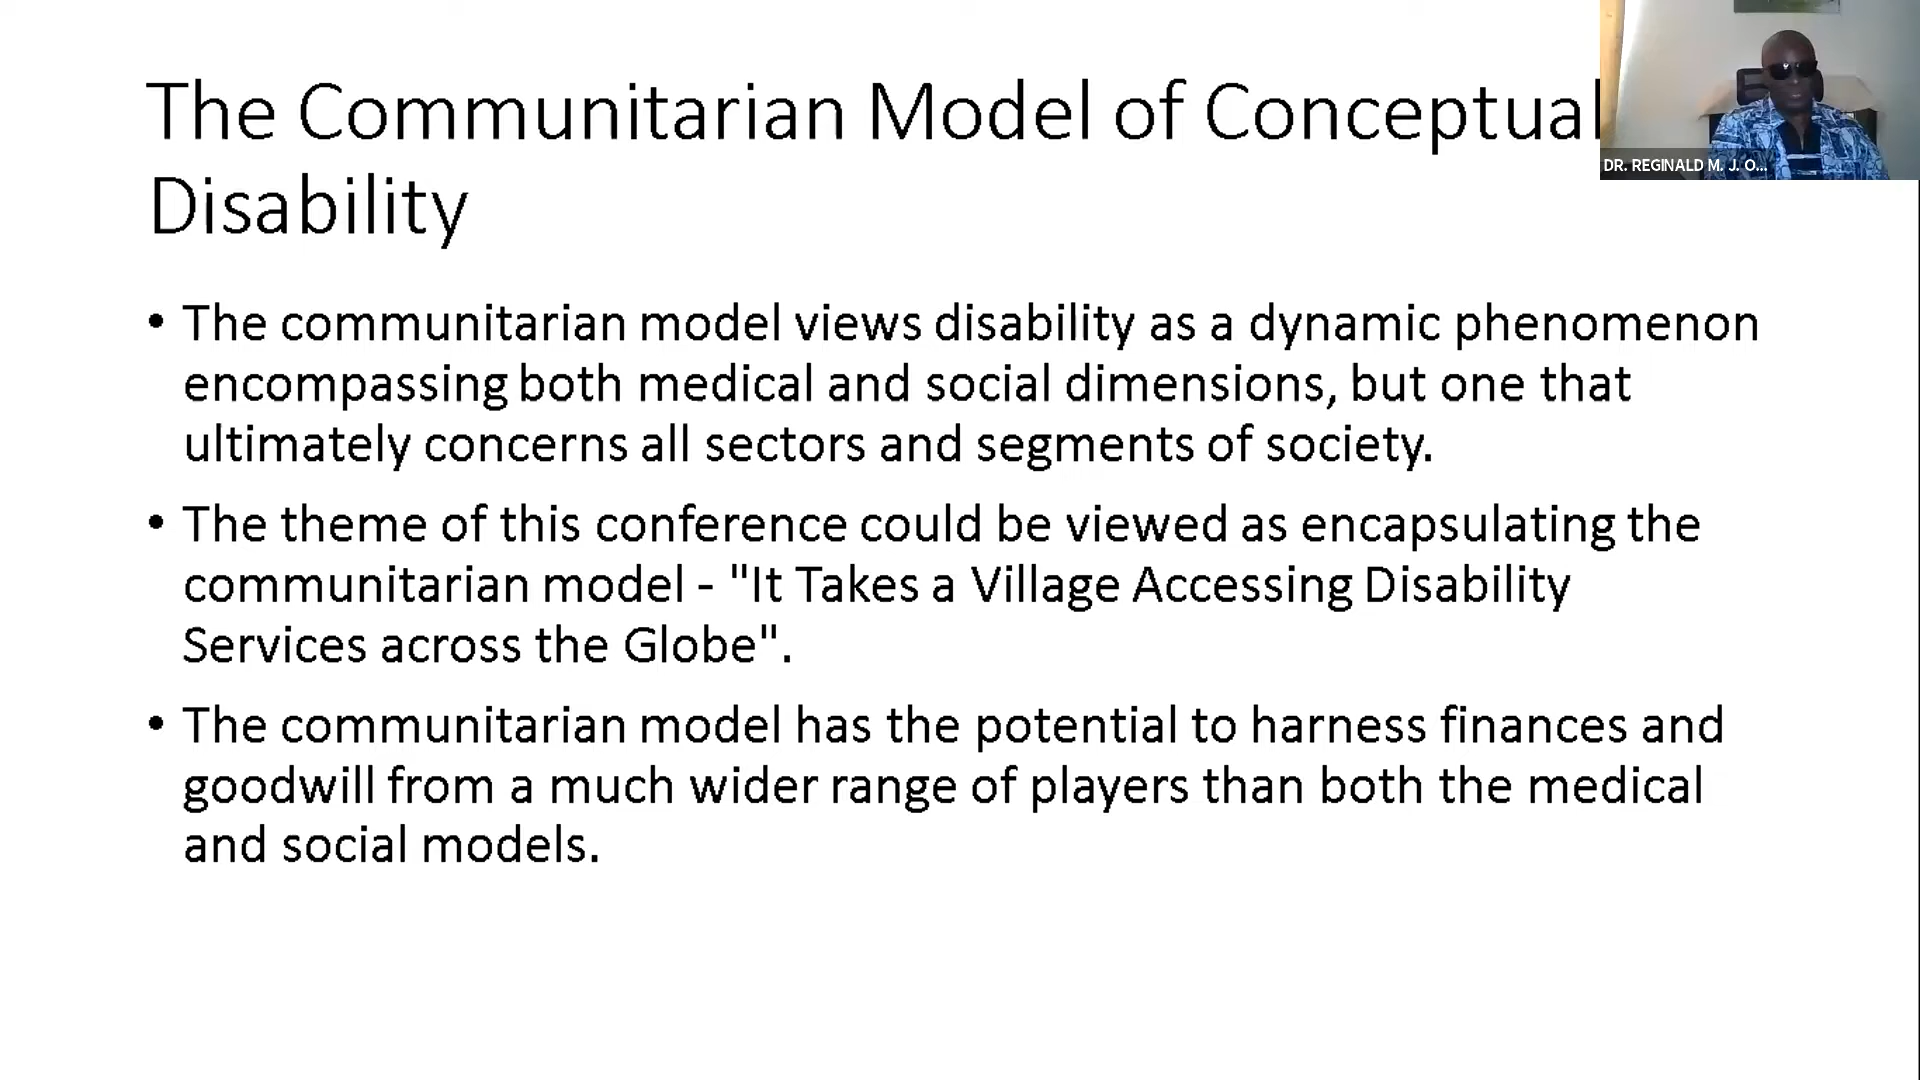 The Communitarian Model of Conceptual
Disability
DR. REGINALD M. J. O...
• The communitarian model views disability as a dynamic phenomenon
encompassing both medical and social dimensions, but one that
ultimately concerns all sectors and segments of society.
• The theme of this conference could be viewed as encapsulating the
communitarian model - "It Takes a Village Accessing Disability
Services across the Globe".
• The communitarian model has the potential to harness finances and
goodwill from a much wider range of players than both the medical
and social models.